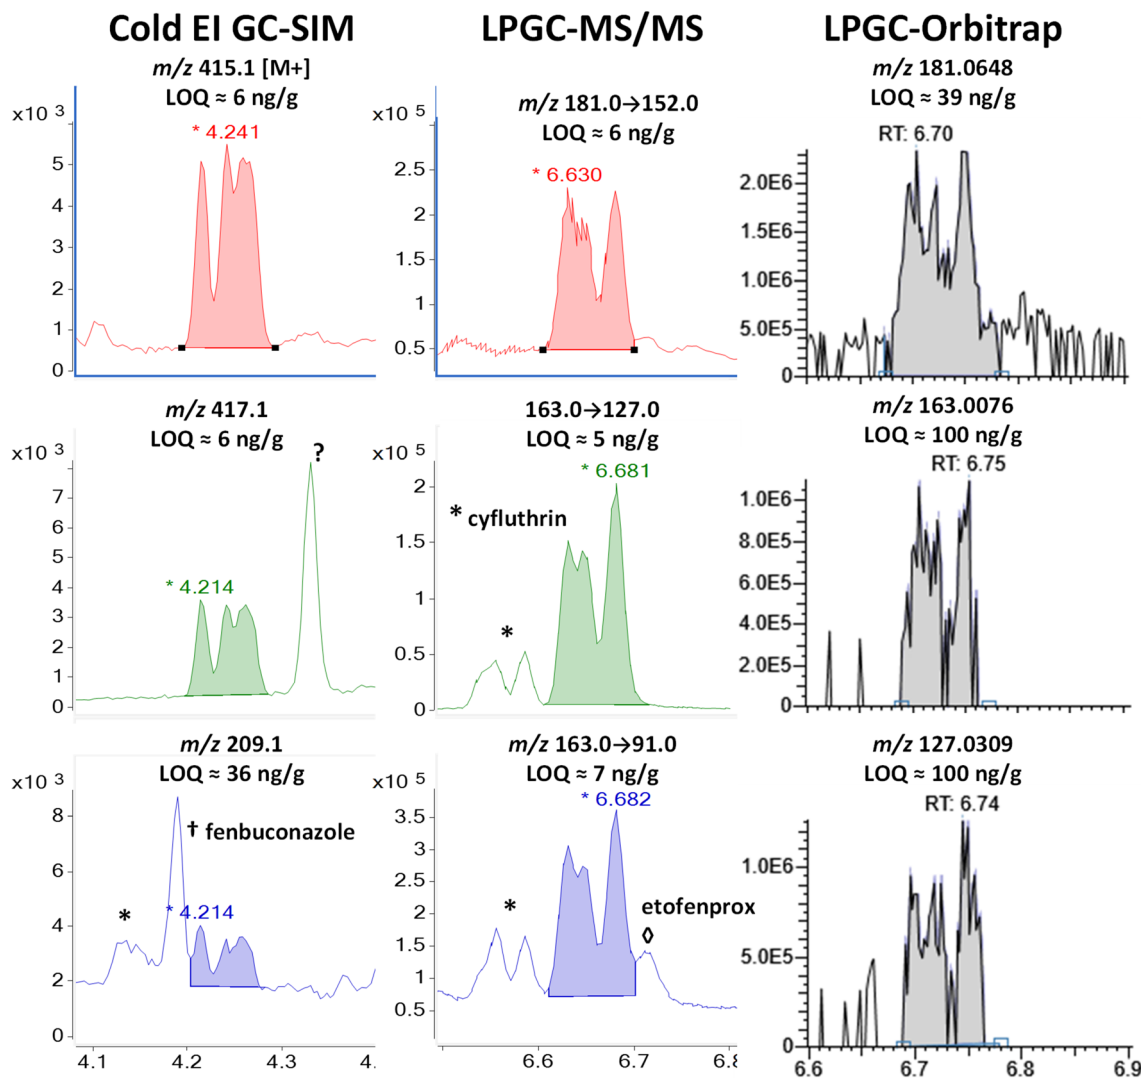 Cold EI GC-SIM
LPGC-MS/MS
LPGC-Orbitrap
m/z 415.1 [M+]
LOQ ≈ 6 ng/g
x10 3
* 4.241
5
4
3
2
1
0
m/z 181.0→152.0
LOQ ≈ 6 ng/g
x10 5
* 6.630
2.5
2
1.5
1
0.5
m/z 181.0648
LOQ ≈ 39 ng/g
RT: 6.70
2.0E6
1.5E6
1.0E6
5.0E5
0
m/z 417.1
LOQ ≈ 6 ng/g
x10 3
?
* 4.214
7
6
5
4
3
2
1
0
163.0→127.0
LOQ ≈ 5 ng/g
x10 5
* 6.681
* cyfluthrin
*
2
1.5
1
0.5
0
m/z 163.0076
LOQ ≈ 100 ng/g
RT: 6.75
1.0E6
8.0E5
6.0E5
4.0E5
2.0E5
0
m/z 209.1
LOQ ≈ 36 ng/g
x10 3
† fenbuconazole
* 4.214
*
8
6
4
2
0
4.1
4.2
4.3
4.
m/z 163.0→91.0
LOQ ≈ 7 ng/g
x10 5
* 6.682
*
etofenprox
◊
3.5
3
2.5
2
1.5
1
0.5
6.6
6.7
6.8
m/z 127.0309
LOQ ≈ 100 ng/g
RT: 6.74
1.0E6
5.0E5
0
6.6
6.7
6.8
6.9